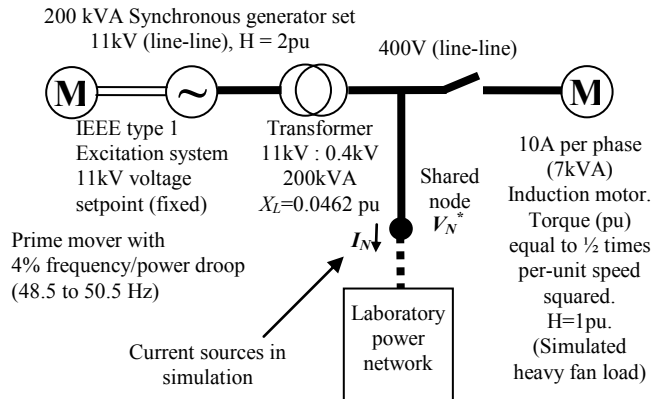 200 kVA Synchronous generator set
11kV (line-line), H = 2pu
400V (line-line)
M
~
M
IEEE type 1
Excitation system
11kV voltage
setpoint (fixed)
Transformer
11kV : 0.4kV
200kVA
X_L=0.0462 pu
Shared
node
V_N^*
I_N
10A per phase
(7kVA)
Induction motor.
Torque (pu)
equal to ½ times
per-unit speed
squared.
H=1pu.
(Simulated
heavy fan load)
Prime mover with
4% frequency/power droop
(48.5 to 50.5 Hz)
Current sources in
simulation
Laboratory
power
network